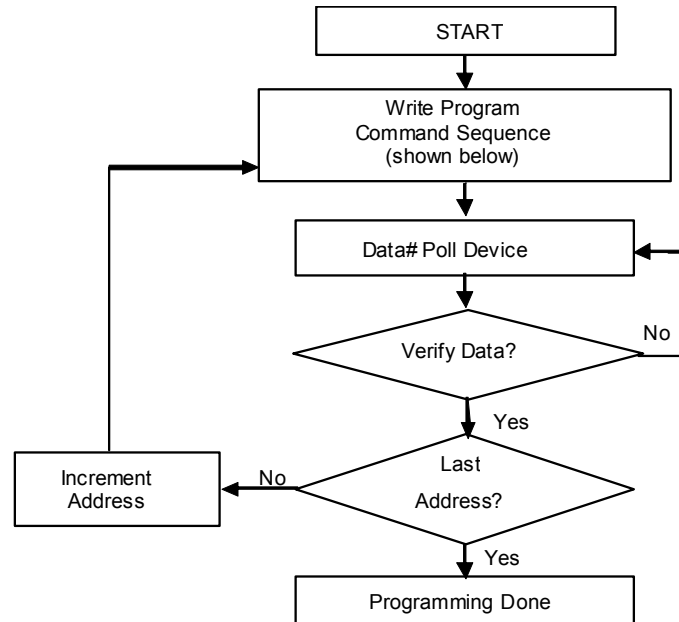 START
Write Program
Command Sequence
(shown below)
Data# Poll Device
Verify Data?
No
Yes
Last
Address?
No
Increment
Address
Yes
Programming Done